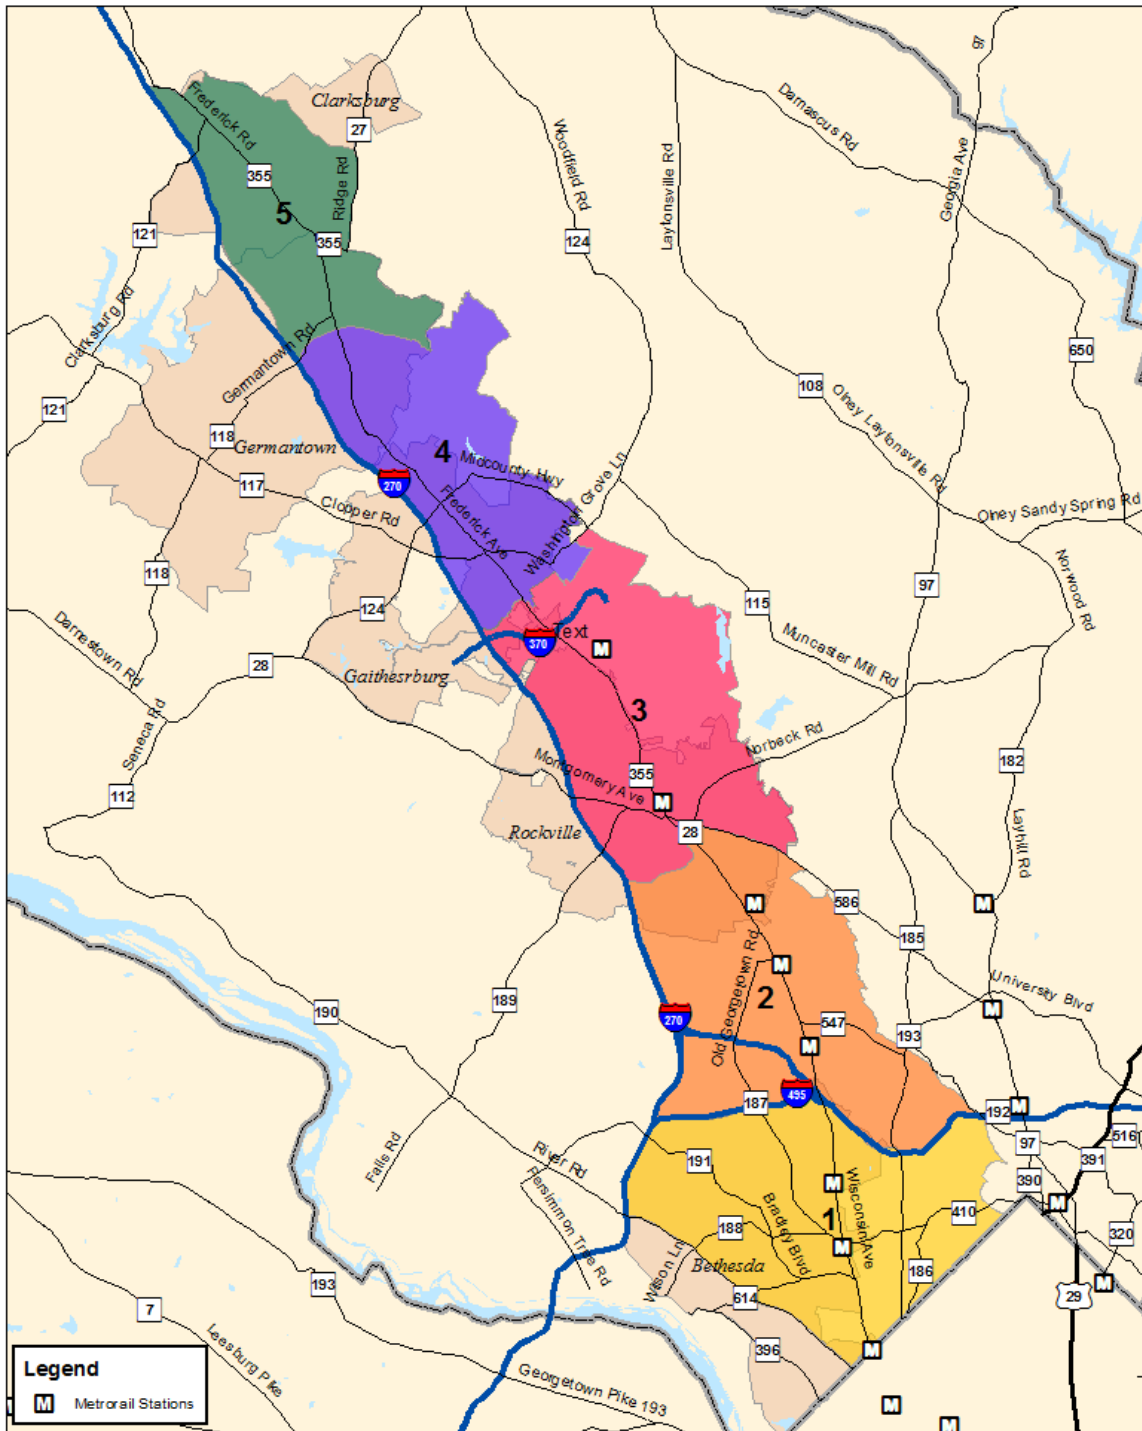 97
Clarksburg
27
Frederick Rd
355
Ridge Rd
5
355
121
Clarksburg Rd
Woodfield Rd
124
Laytonsville Rd
Damascus Rd
Georgia Ave
650
108
Olney Laytonsville Rd
Olney Sandy Spring Rd
Germantown Rd
121
118
Germantown
117
270
Clopper Rd
4
Midcounty Hwy
Frederick Ave
Washington Grove Ln
118
124
Darnestown Rd
28
Gaithesrburg
Seneca Rd
112
370
Text
M
3
115
97
Norwood Rd
Muncaster Mill Rd
Norbeck Rd
182
Layhill Rd
355
Montgomery Ave
M
28
Rockville
M
586
M
185
University Blvd
M
Old Georgetown Rd
M
2
547
M
193
270
189
190
495
187
192
M
97
516
391
390
M
320
29
M
Falls Rd
River Rd
Persimmon Tree Rd
191
M
Wisconsin Ave
1
Bradley Blvd
188
410
M
Bethesda
Wilson Ln
614
186
396
M
193
7
Leesburg Pike
Georgetown Pike 193
M
M
Legend
M Metrorail Stations